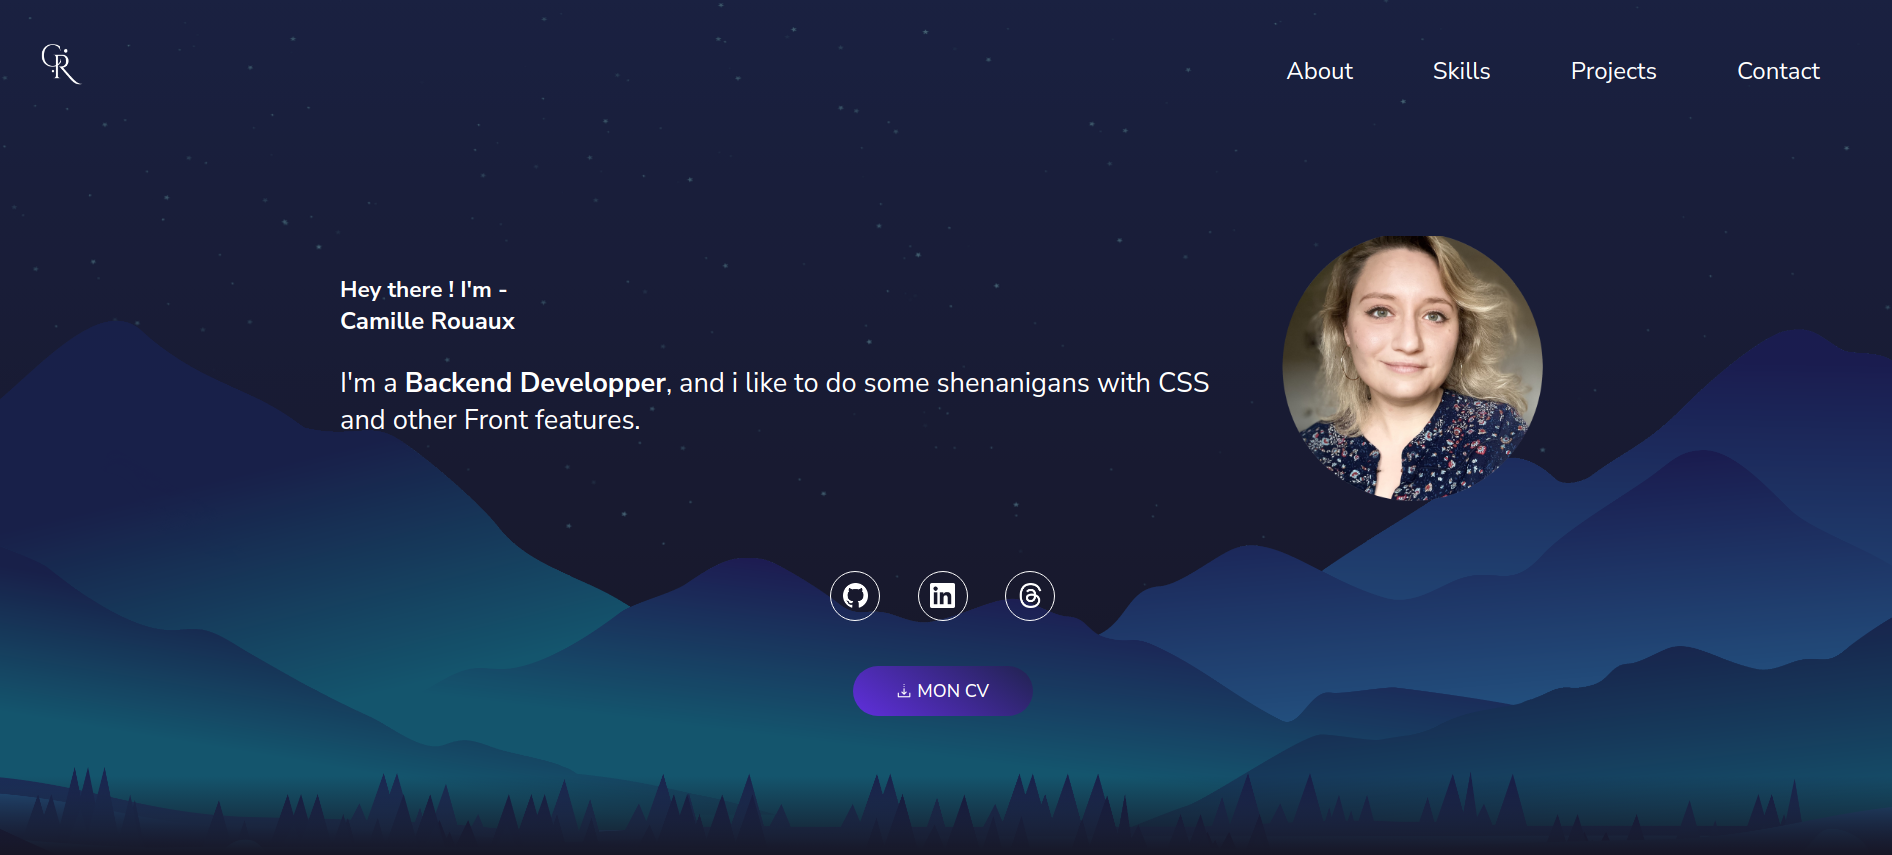 CR
About Skills Projects Contact
Hey there ! I'm -
Camille Rouaux
I'm a Backend Developper, and i like to do some shenanigans with CSS
and other Front features.
in
MON CV